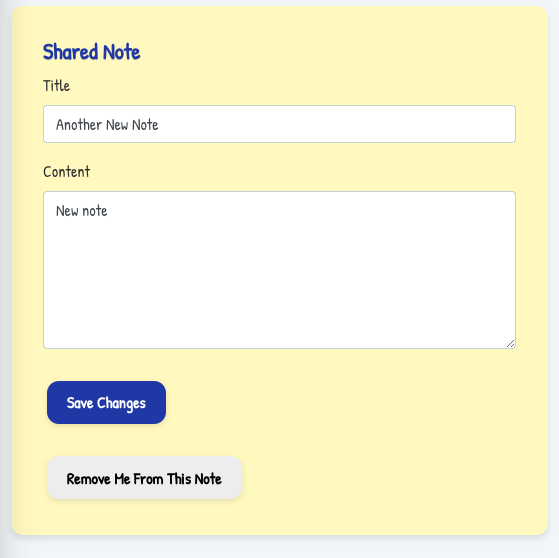 Shared Note
Title
Another New Note
Content
New note
Save Changes
Remove Me From This Note